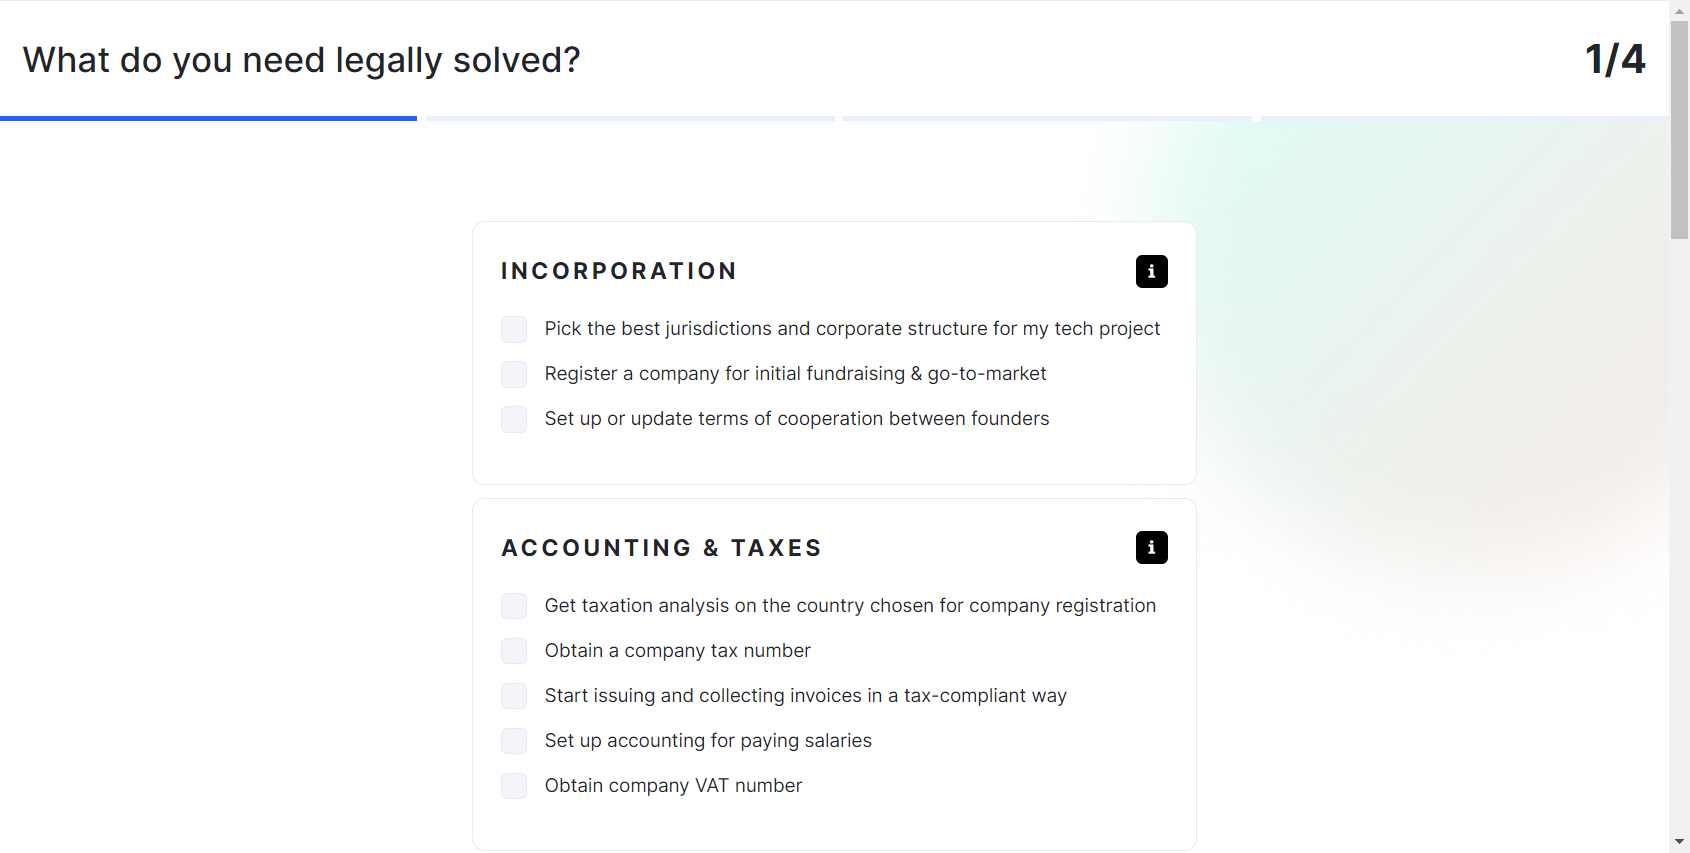 What do you need legally solved?
1/4
INCORPORATION
i
Pick the best jurisdictions and corporate structure for my tech project
Register a company for initial fundraising & go-to-market
Set up or update terms of cooperation between founders
ACCOUNTING & TAXES
i
Get taxation analysis on the country chosen for company registration
Obtain a company tax number
Start issuing and collecting invoices in a tax-compliant way
Set up accounting for paying salaries
Obtain company VAT number